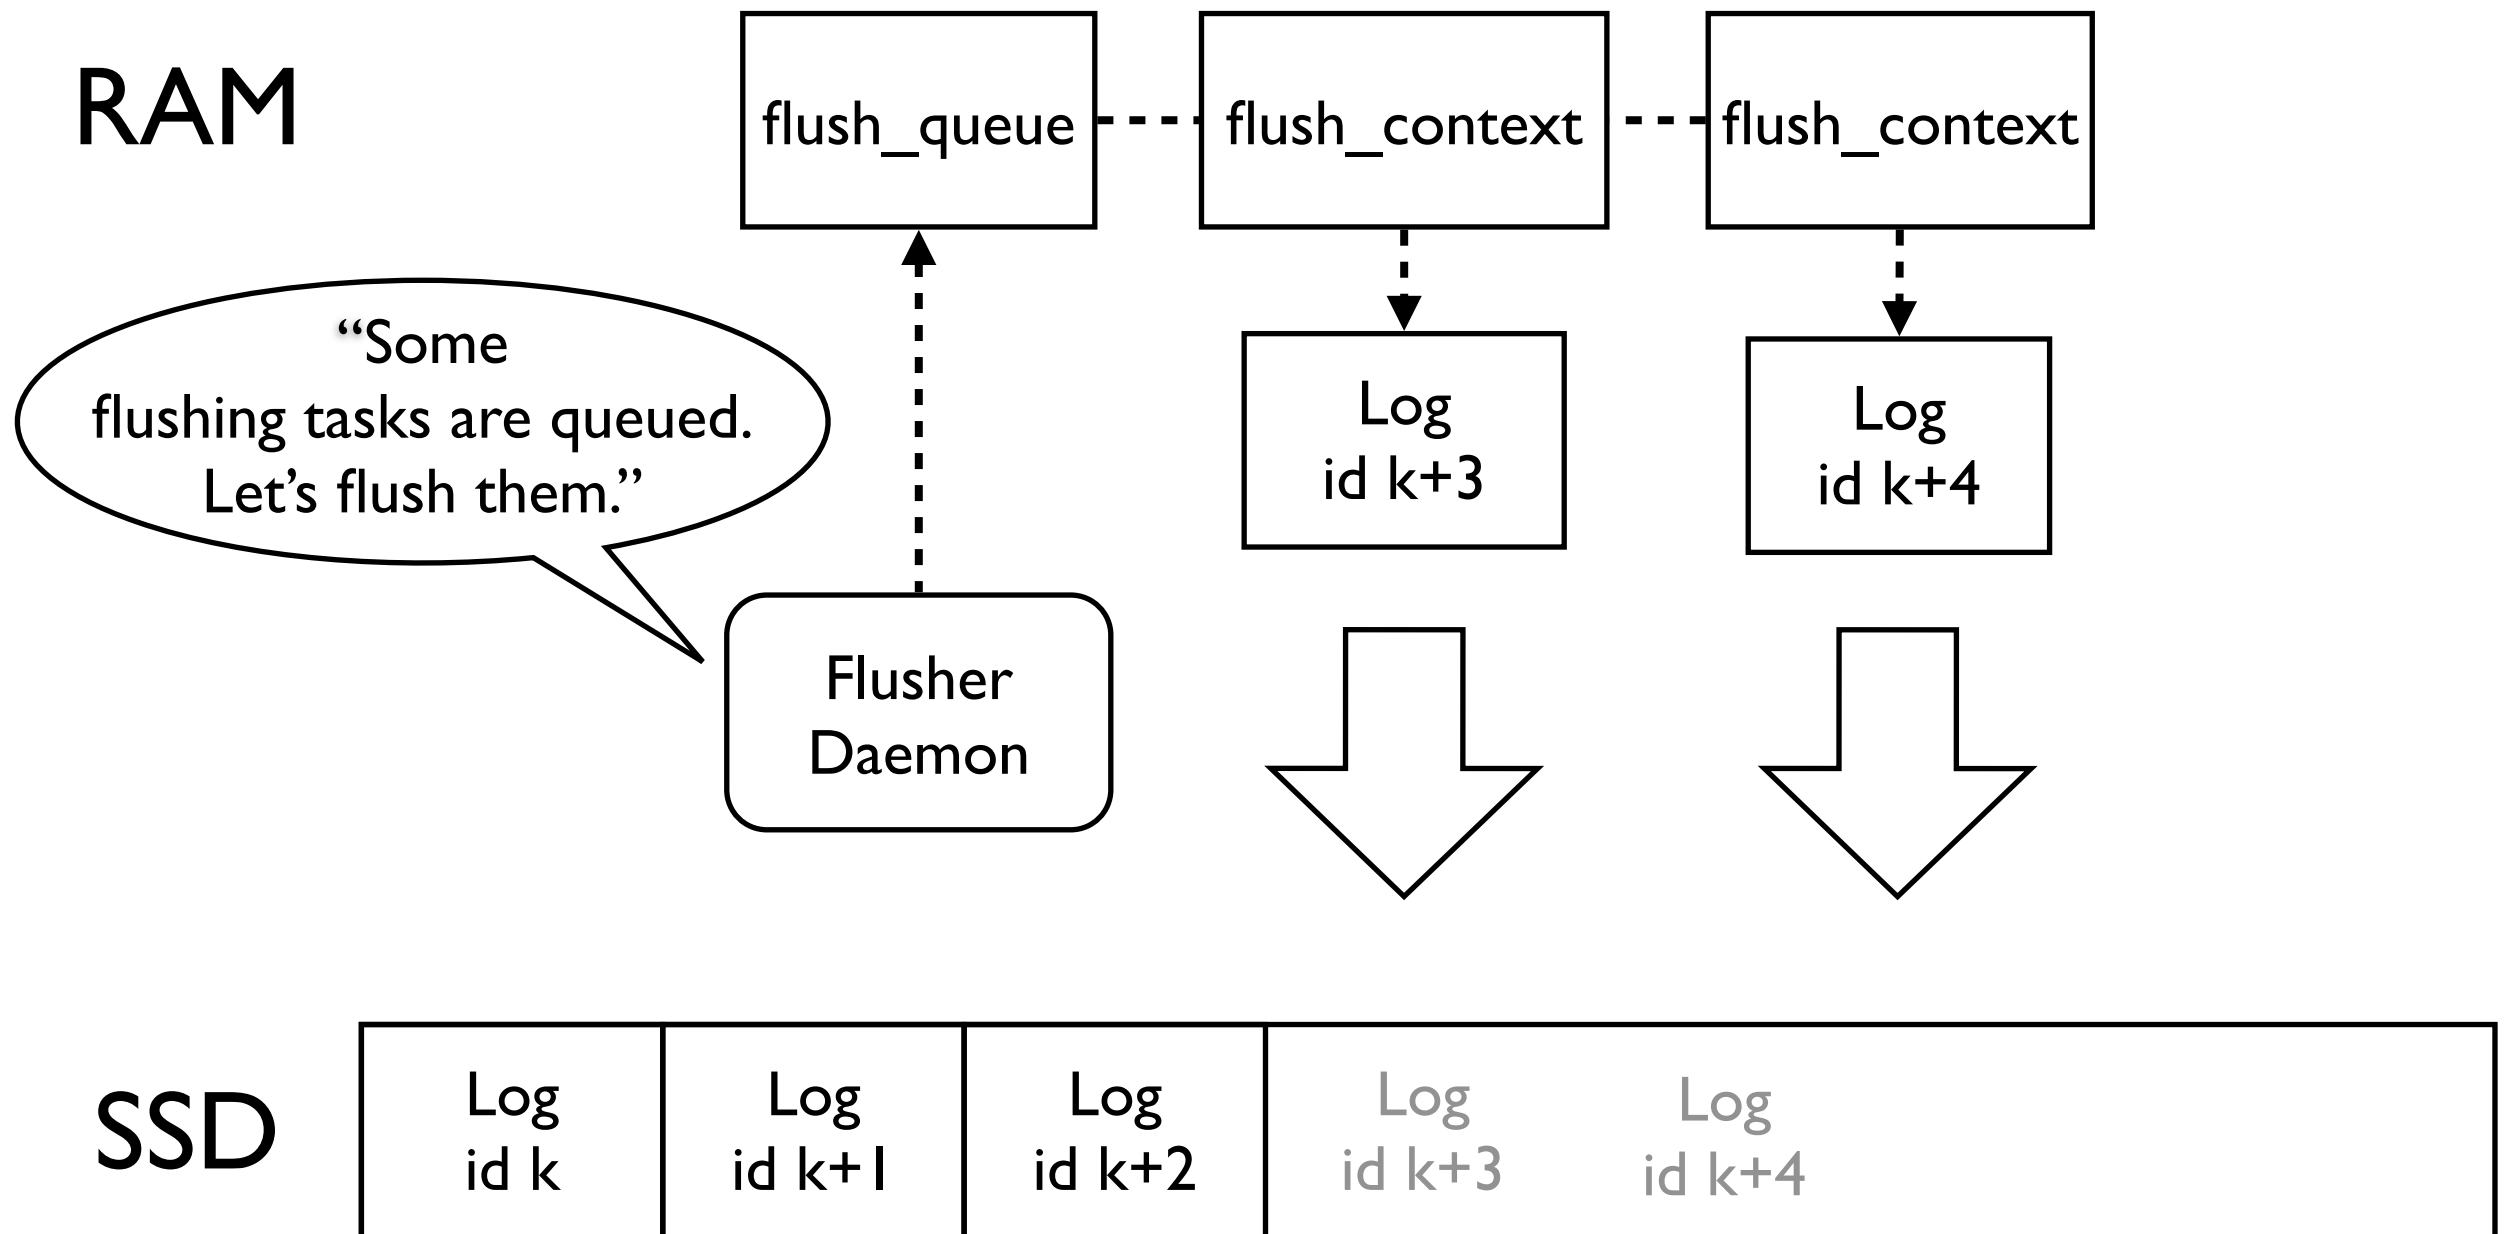 RAM
flush_queue
flush_context
flush_context
“Some
flushing tasks are queued.
Let’s flush them.”
Log
id k+3
Log
id k+4
Flusher
Daemon
SSD
Log
id k
Log
id k+1
Log
id k+2
Log
id k+3
Log
id k+4